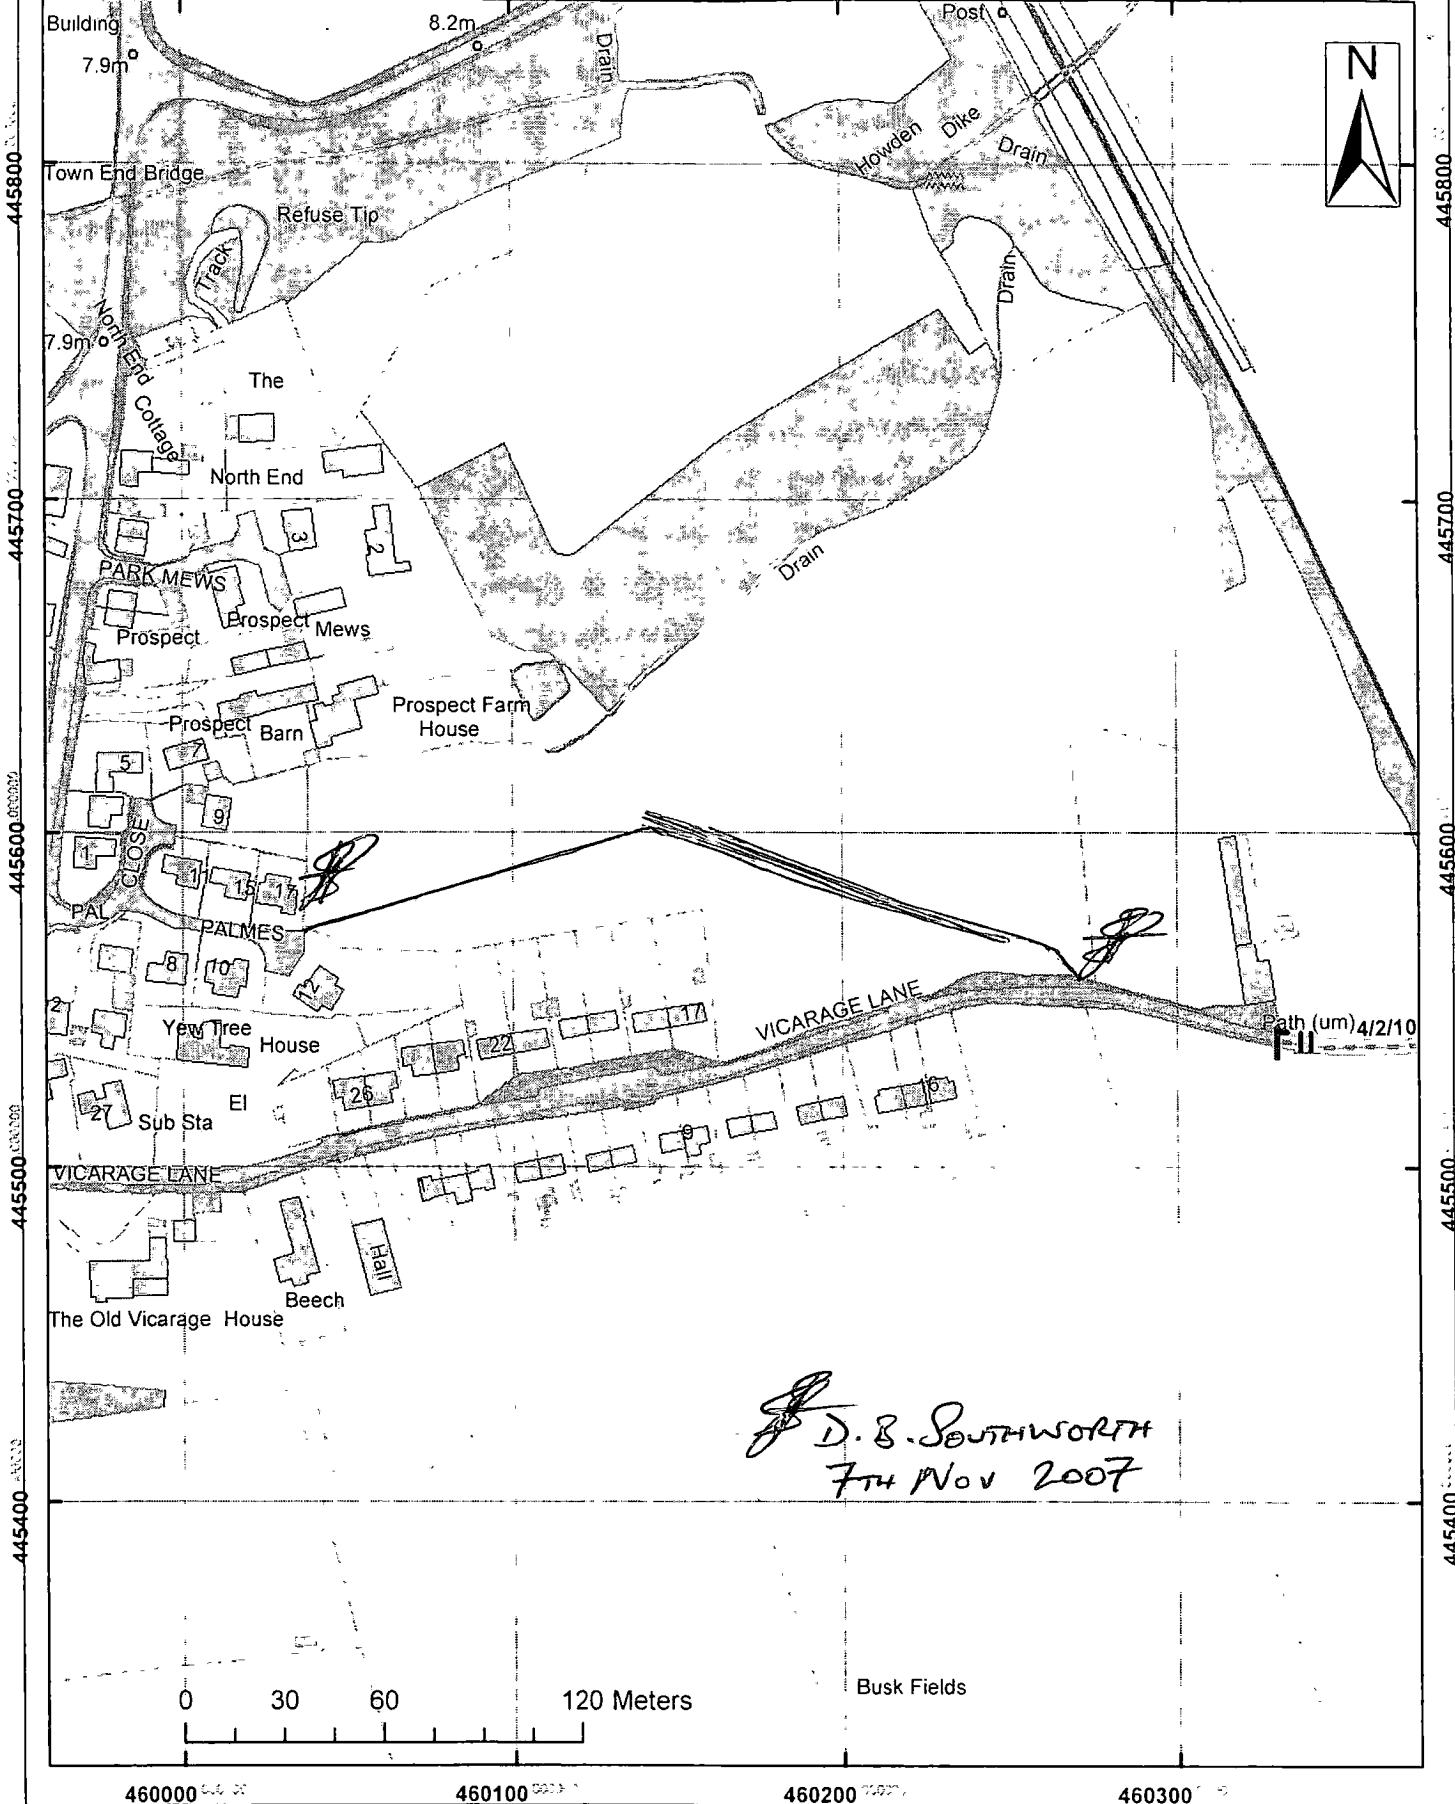 Building
7.9m
8.2m
Drain
Post
N
Howden Dike
Drain
445800
445800
Town End Bridge
Refuse Tip
Track
Drain
7.9m
North End Cottage
The
North End
445700
445700
3
2
PARK MEWS
Drain
Prospect
Prospect
Mews
Prospect
Barn
Prospect Farm
House
7
5
9
445600
445600
CLOSE
1
11
15
17
PAL
PALMES
8
10
12
2
Yew Tree
House
22
17
VICARAGE LANE
Path (um)
4/2/10
26
16
27
El
Sub Sta
9
VICARAGE LANE
445500
445500
Hall
Beech
The Old Vicarage House
D. B. SOUTHWORTH
7TH NOV 2007
445400
445400
Busk Fields
0 30 60 120 Meters
460000
460100
460200
460300